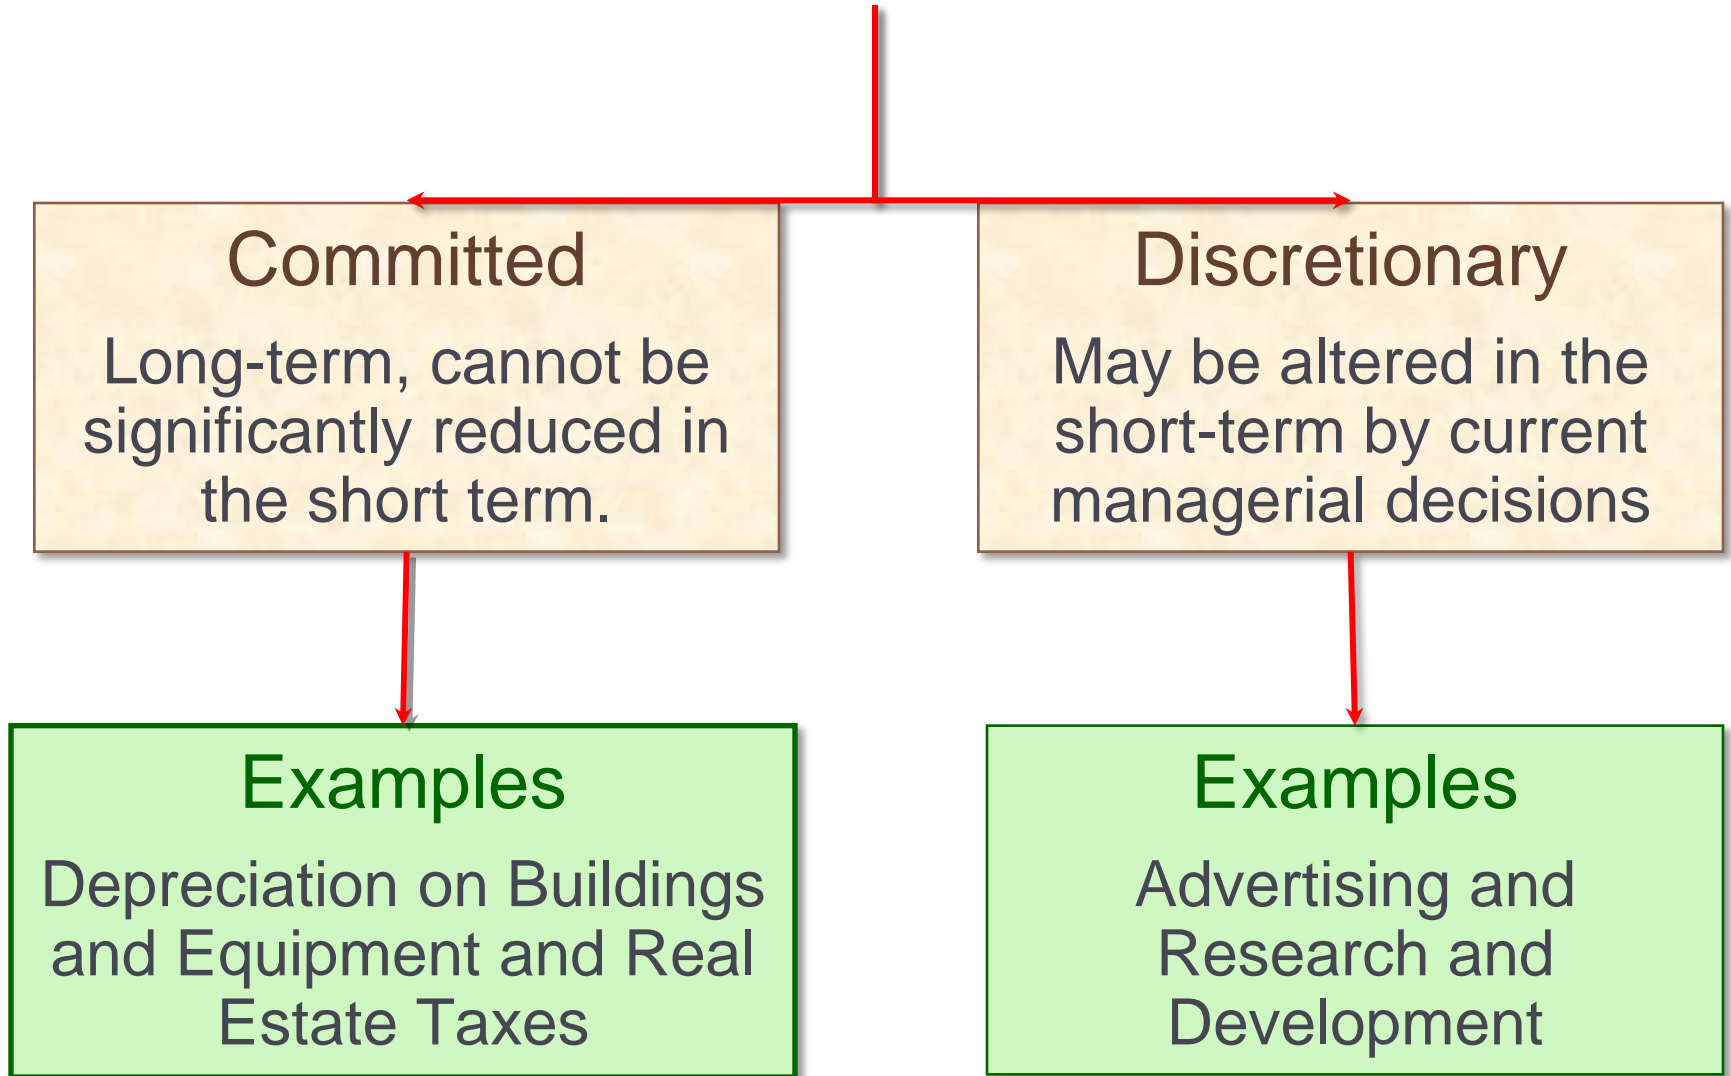 Committed
Long-term, cannot be
significantly reduced in
the short term.
Discretionary
May be altered in the
short-term by current
managerial decisions
Examples
Depreciation on Buildings
and Equipment and Real
Estate Taxes
Examples
Advertising and
Research and
Development